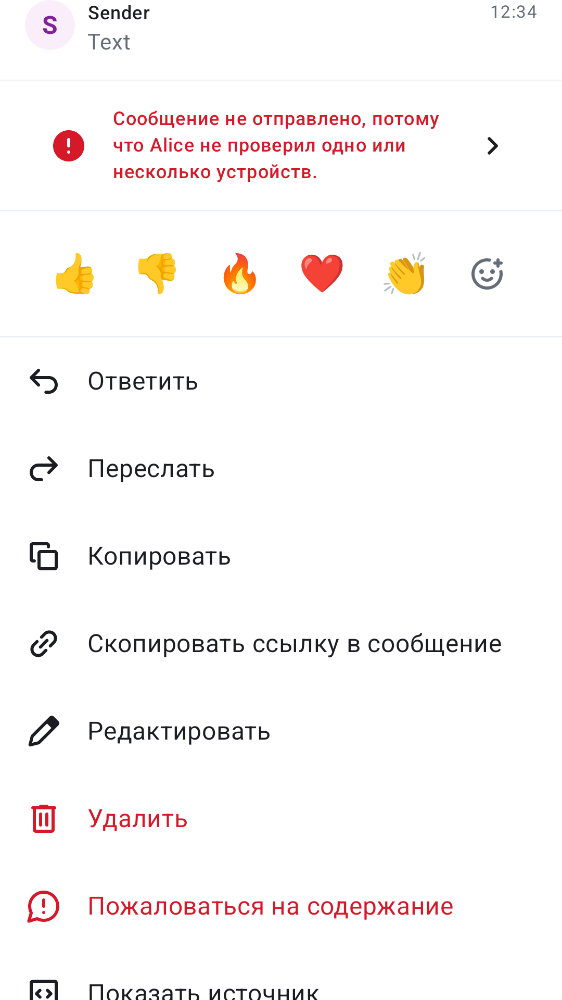 S
Sender
12:34
Text
Сообщение не отправлено, потому
что Alice не проверил одно или
несколько устройств.
Ответить
Переслать
Копировать
Скопировать ссылку в сообщение
Редактировать
Удалить
Пожаловаться на содержание
Показать источник